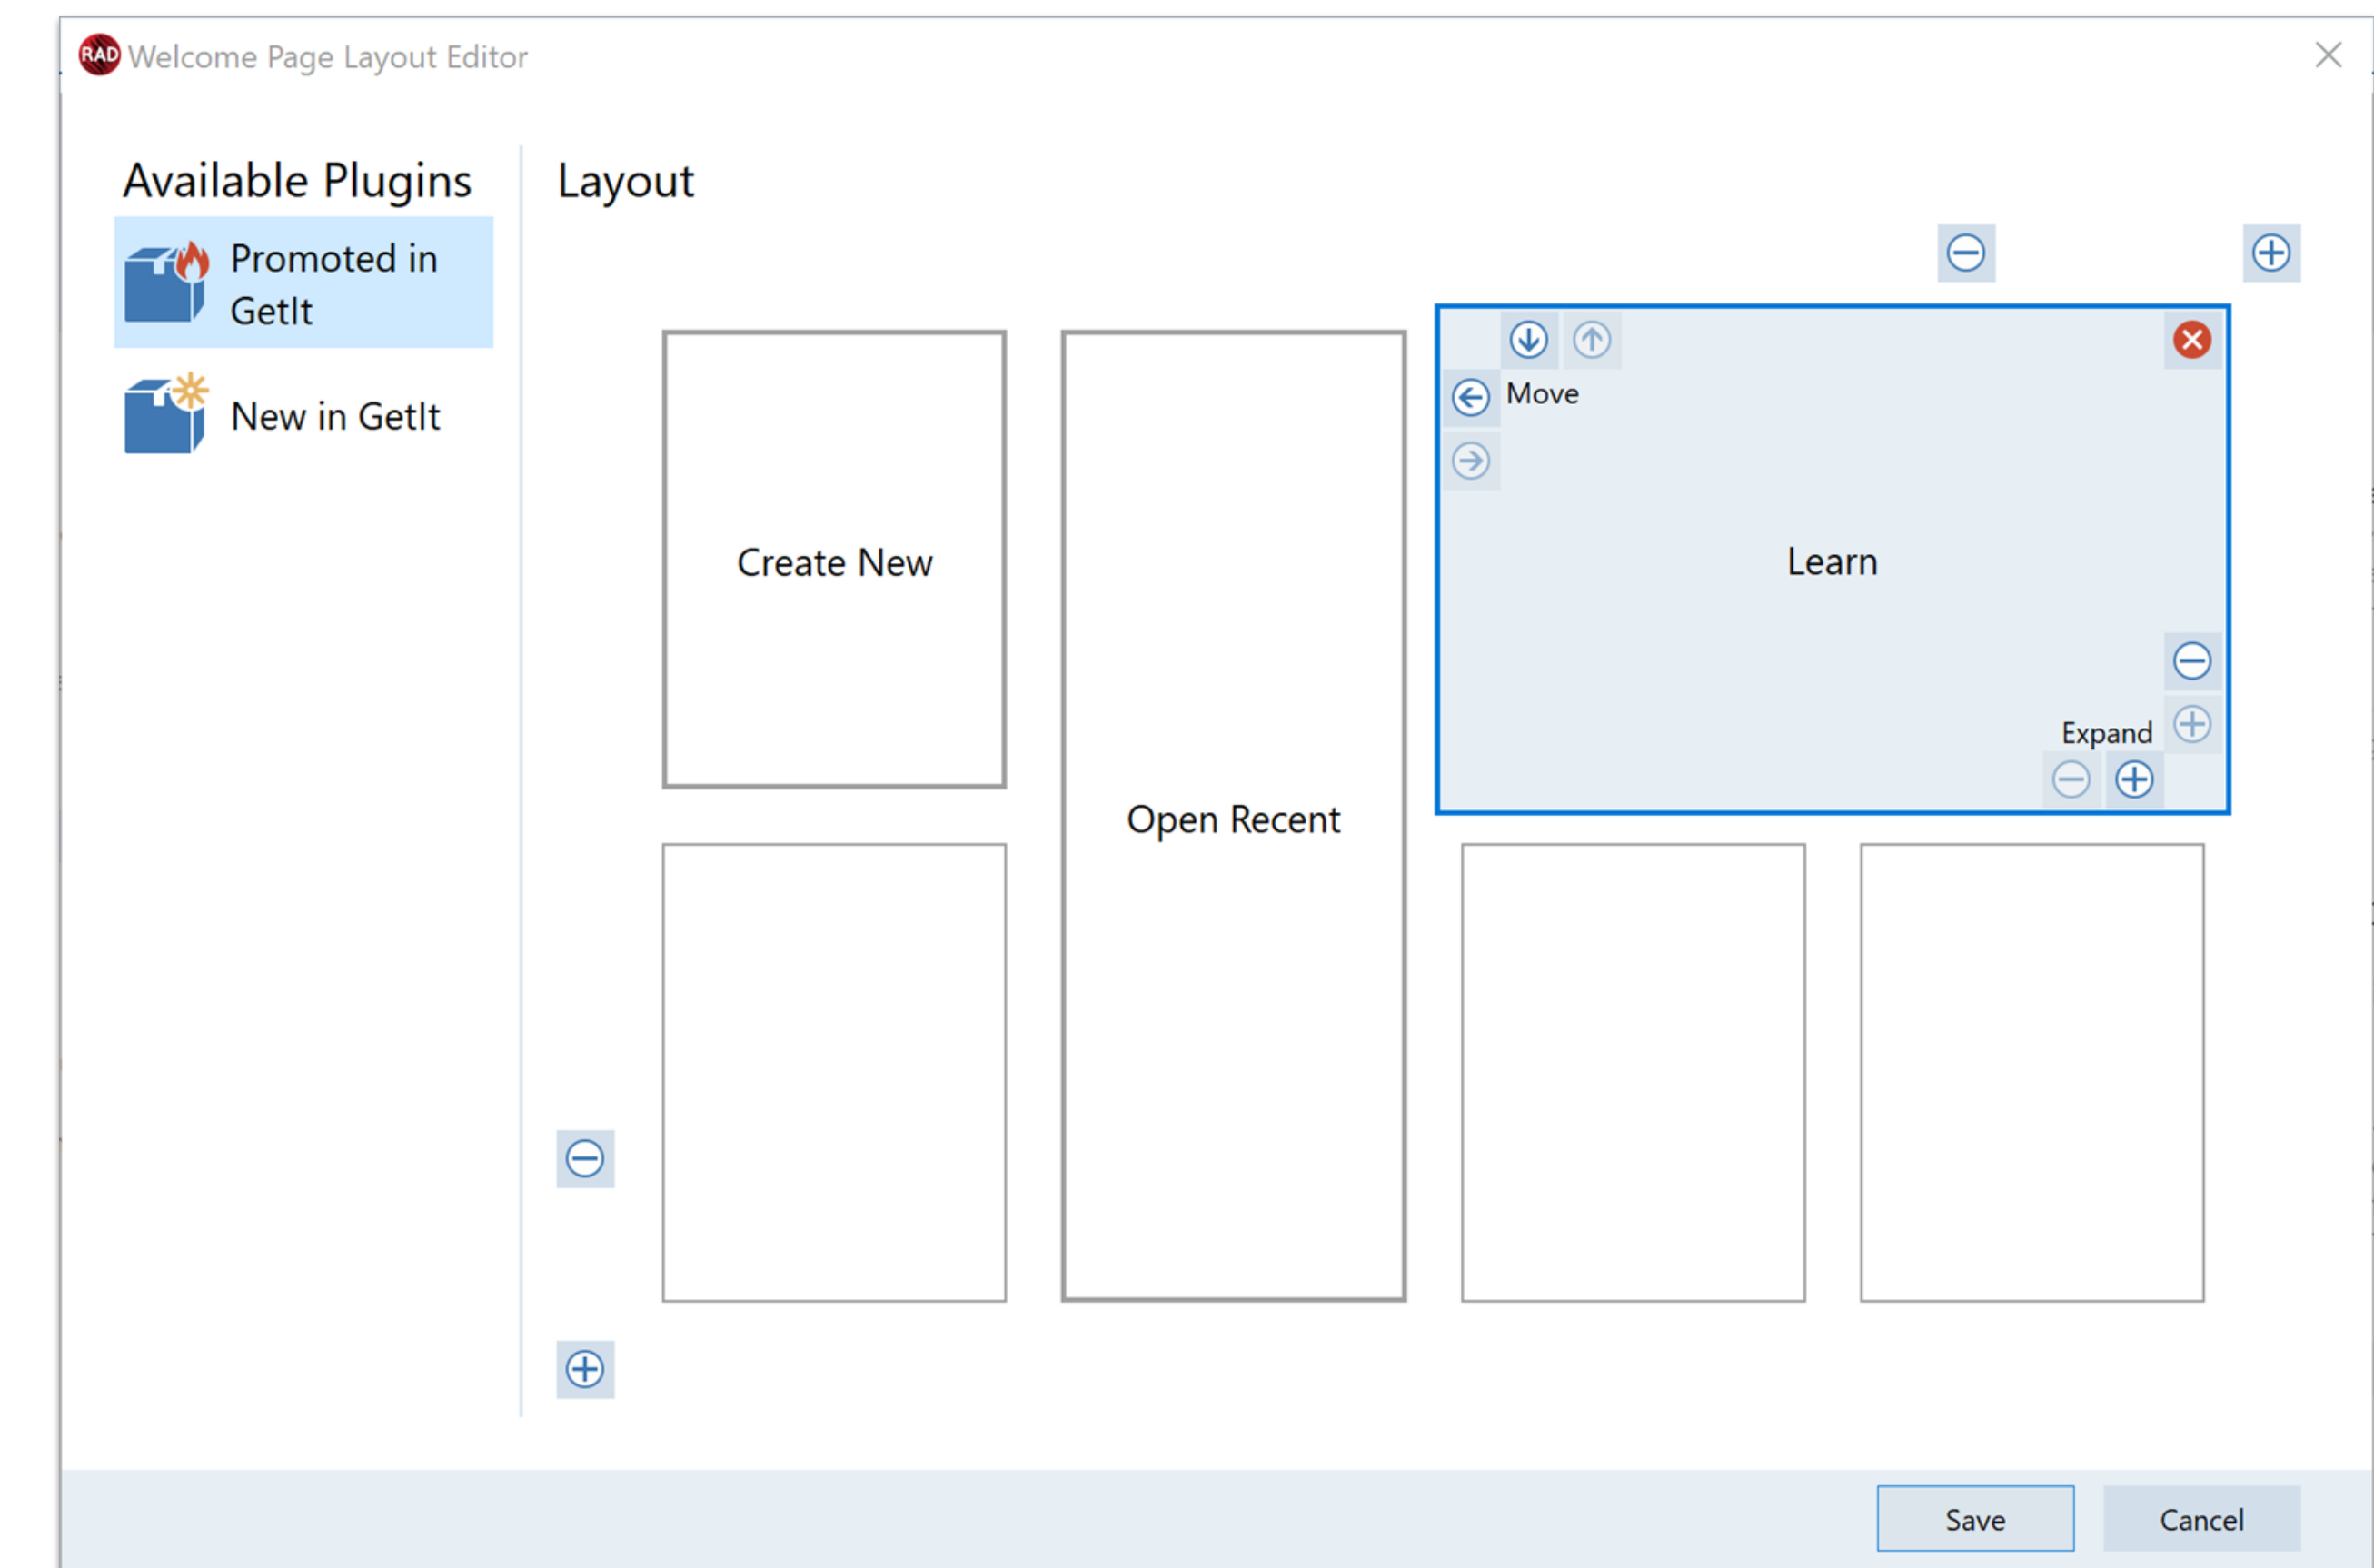 RAD Welcome Page Layout Editor
Available Plugins
Promoted in
GetIt
New in GetIt
Layout
Create New
Open Recent
Move
Learn
Expand
Save
Cancel